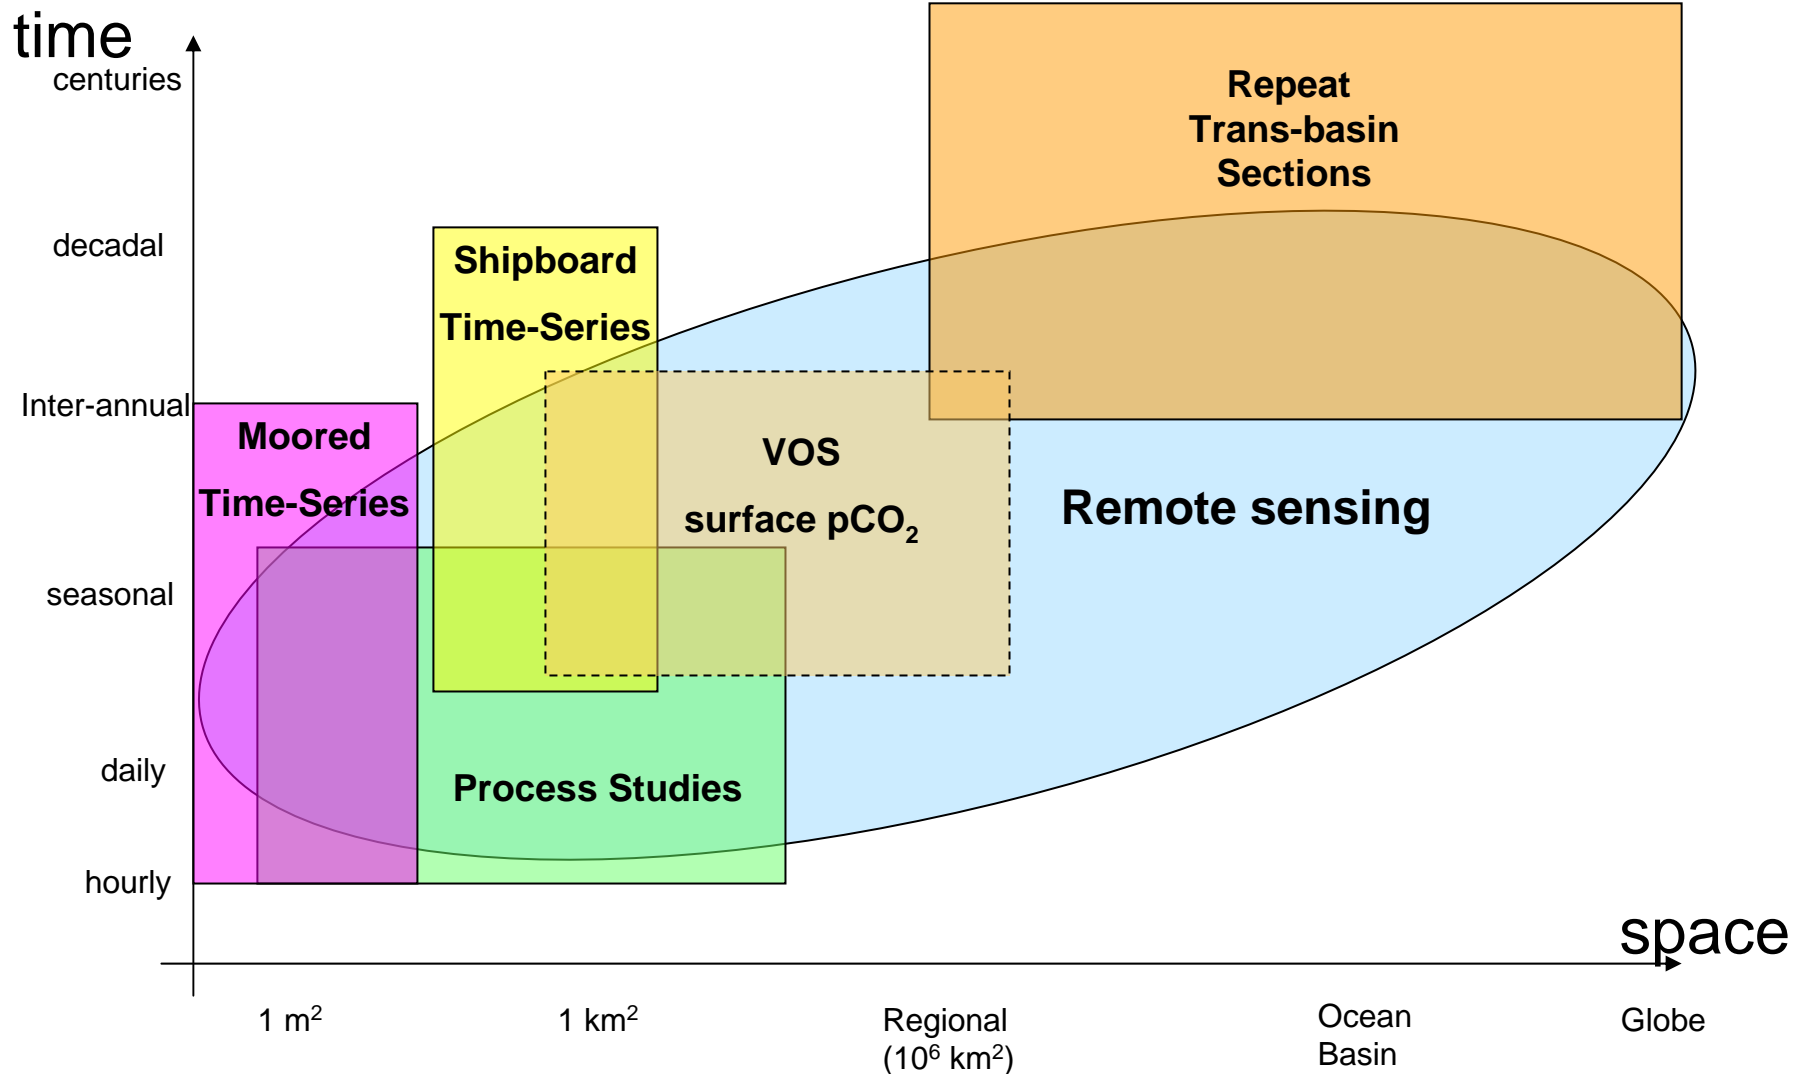 time
centuries
decadal
Inter-annual
seasonal
daily
hourly
Repeat
Trans-basin
Sections
Shipboard
Time-Series
Moored
Time-Series
VOS
surface pCO₂
Remote sensing
Process Studies
space
1 m²
1 km²
Regional
(10⁶ km²)
Ocean
Basin
Globe